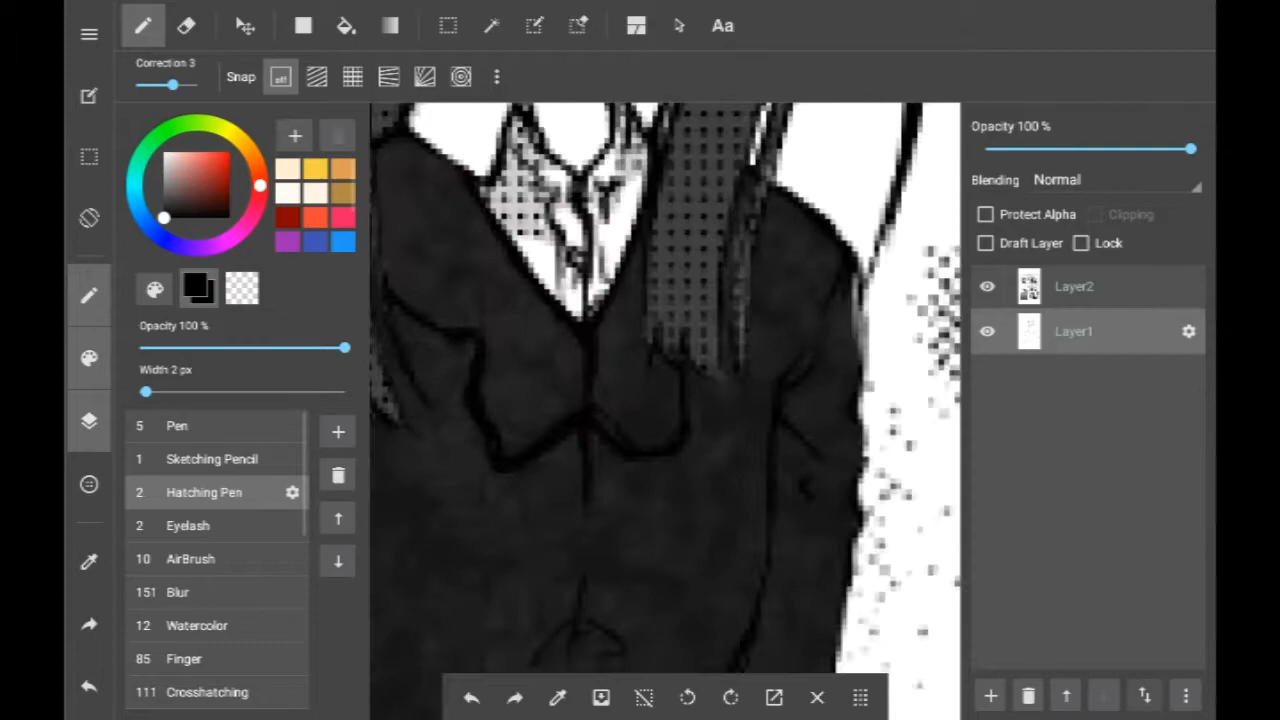 Aa
Correction 3
Snap
off
Opacity 100 %
Blending Normal
Protect Alpha Clipping
Draft Layer Lock
Layer2
Layer1
Opacity 100 %
Width 2 px
5 Pen
1 Sketching Pencil
2 Hatching Pen
2 Eyelash
10 AirBrush
151 Blur
12 Watercolor
85 Finger
111 Crosshatching